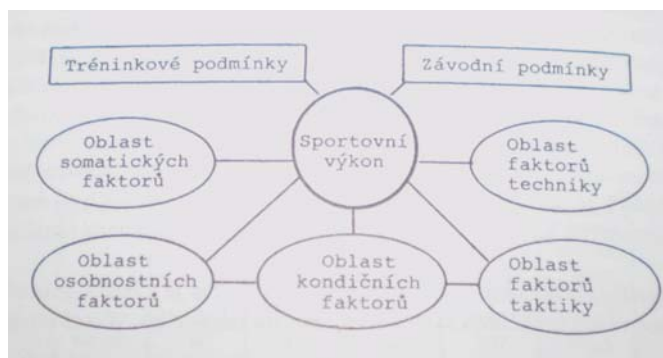 Tréninkové podmínky
Závodní podmínky
Sportovní
výkon
Oblast
somatických
faktorů
Oblast
faktorů
techniky
Oblast
osobnostních
faktorů
Oblast
kondičních
faktorů
Oblast
faktorů
taktiky